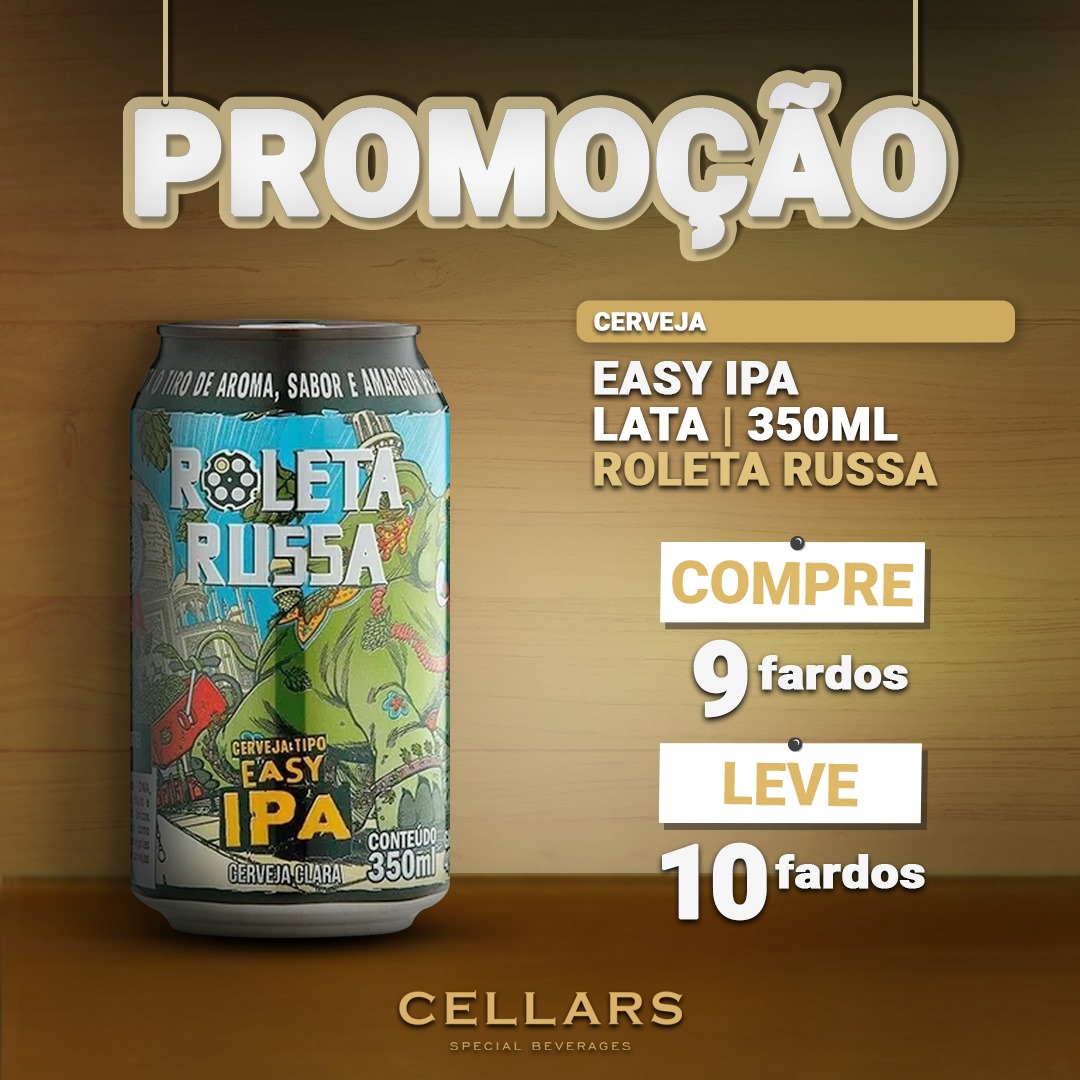 PROMOÇÃO
CERVEJA
EASY IPA
LATA | 350ML
ROLETA RUSSA
COMPRE
9 fardos
LEVE
10 fardos
TIRO DE AROMA, SABOR E AMARGOR
ROLETA
RUSSA
CERVEJA TIPO
EASY
IPA
CONTEÚDO
350ml
CERVEJA CLARA
CELLARS
SPECIAL BEVERAGES